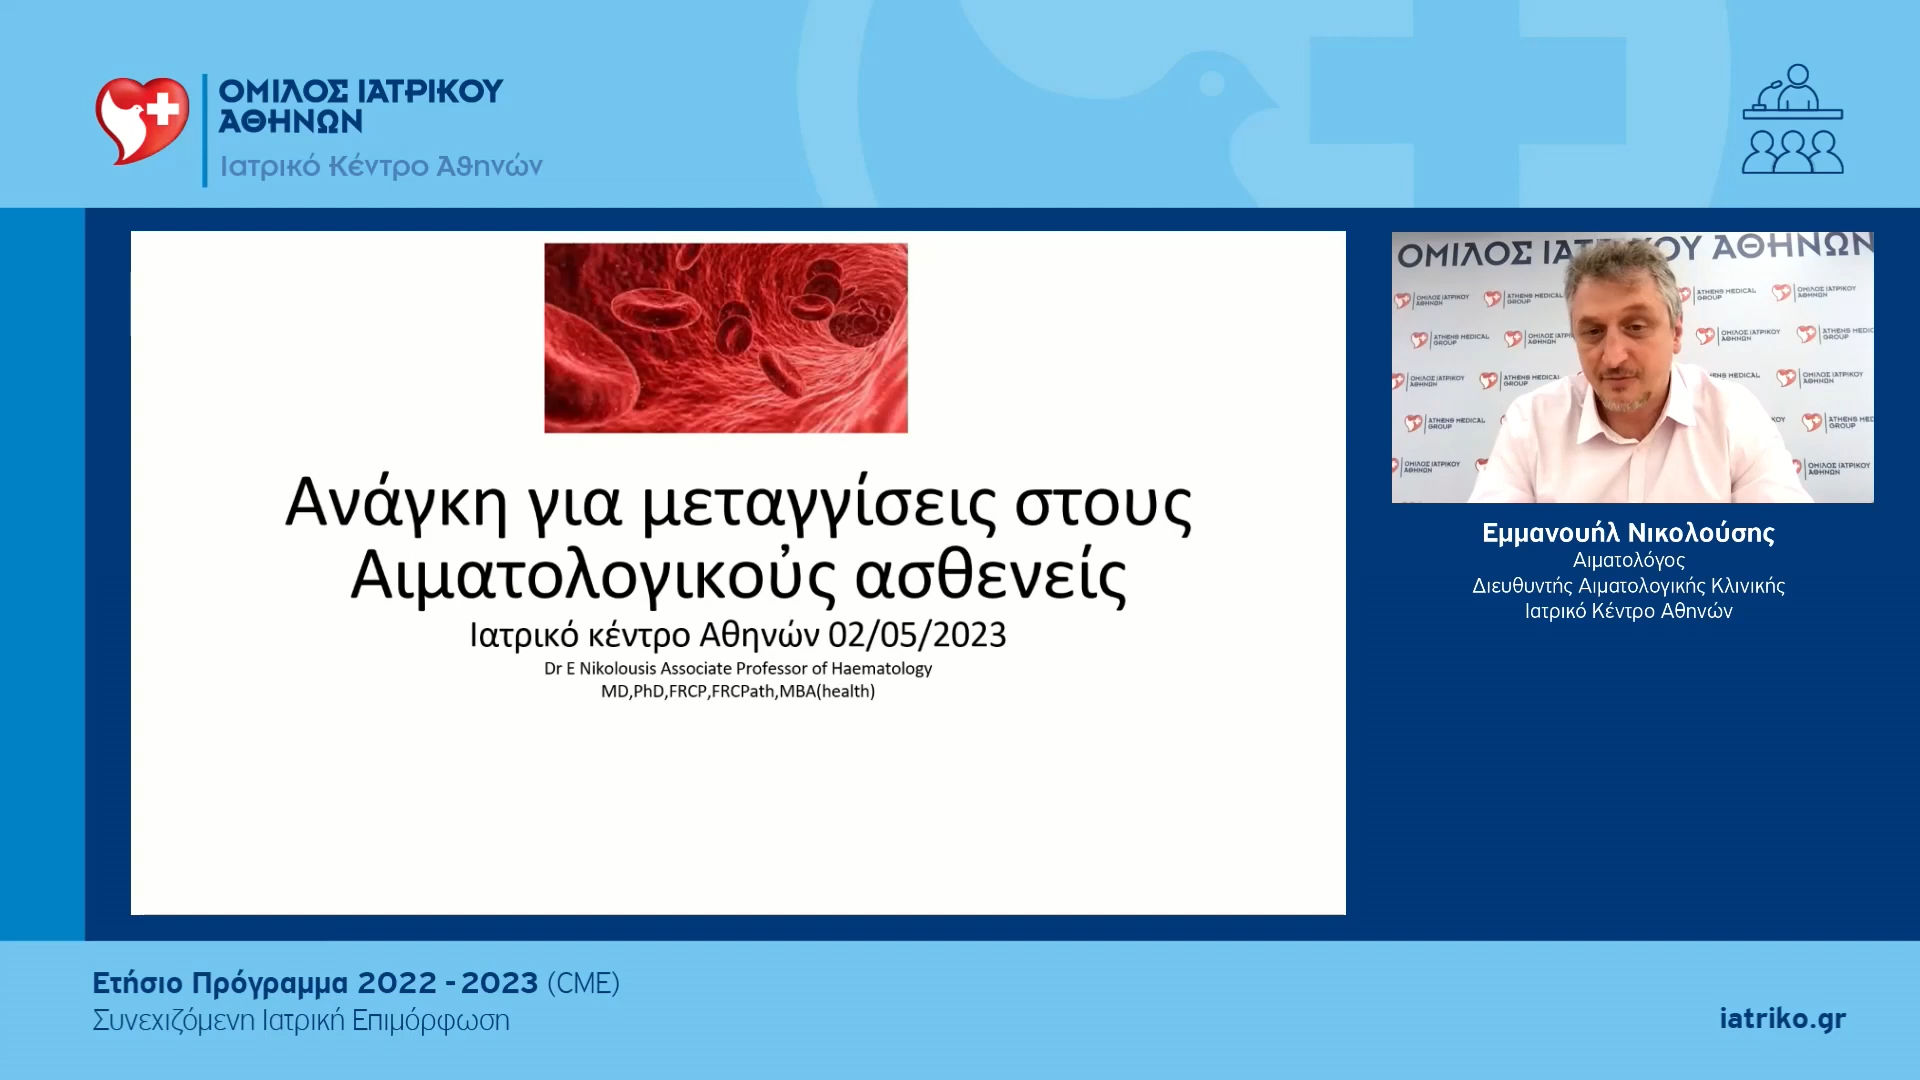 ΟΜΙΛΟΣ ΙΑΤΡΙΚΟΥ
ΑΘΗΝΩΝ
Ιατρικό Κέντρο Αθηνών
Ανάγκη για μεταγγίσεις στους
Αιματολογικοὐς ασθενείς
Ιατρικό κέντρο Αθηνών 02/05/2023
Dr E Nikolousis Associate Professor of Haematology
MD,PhD,FRCP,FRCPath,MBA(health)
Εμμανουήλ Νικολούσης
Αιματολόγος
Διευθυντής Αιματολογικής Κλινικής
Ιατρικό Κέντρο Αθηνών
Ετήσιο Πρόγραμμα 2022 - 2023 (CME)
Συνεχιζόμενη Ιατρική Επιμόρφωση
iatriko.gr